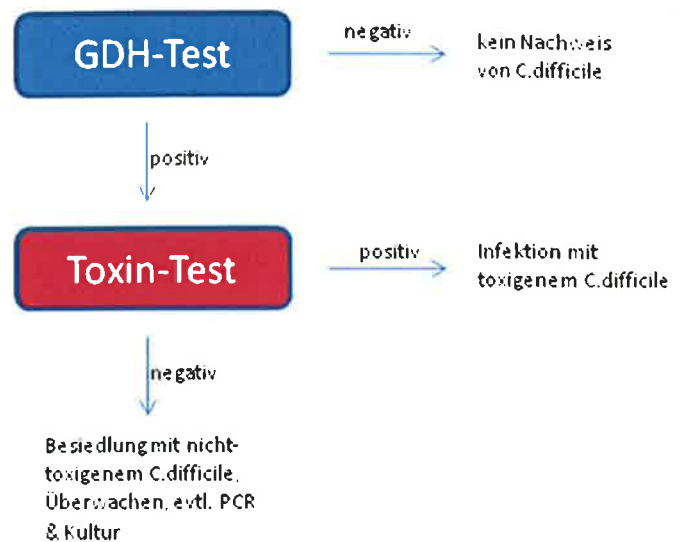 GDH-Test
negativ
kein Nachweis
von C.difficile
positiv
Toxin-Test
positiv
Infektion mit
toxigenem C.difficile
negativ
Besiedlung mit nicht-
toxigenem C.difficile,
Überwachen, evtl. PCR
& Kultur